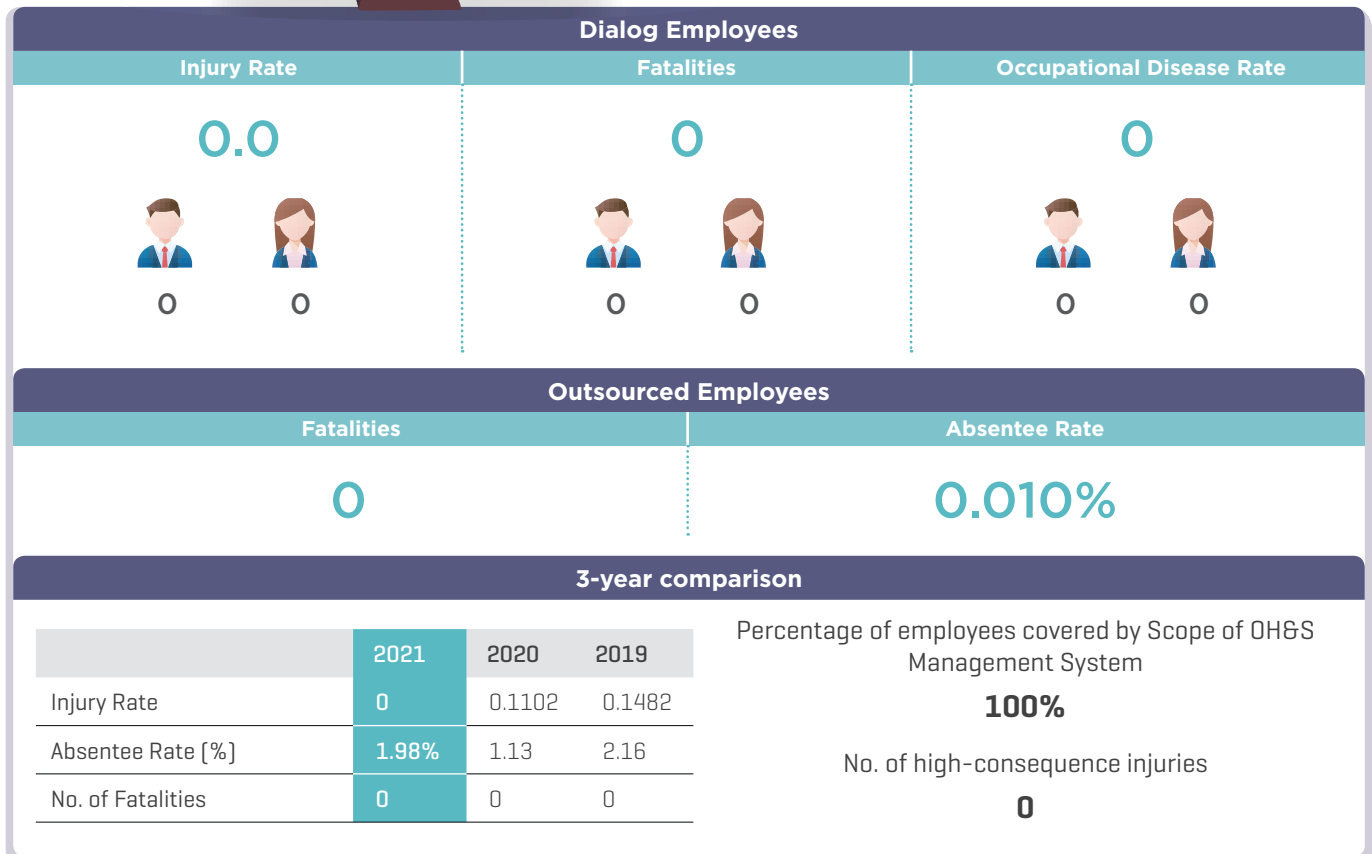 Dialog Employees
Injury Rate Fatalities Occupational Disease Rate
0.0 0 0
0 0 0 0 0 0
Outsourced Employees
Fatalities Absentee Rate
0 0.010%
3-year comparison
2021 2020 2019
Injury Rate 0 0.1102 0.1482
Absentee Rate (%) 1.98% 1.13 2.16
No. of Fatalities 0 0 0
Percentage of employees covered by Scope of OH&S
Management System
100%
No. of high-consequence injuries
0